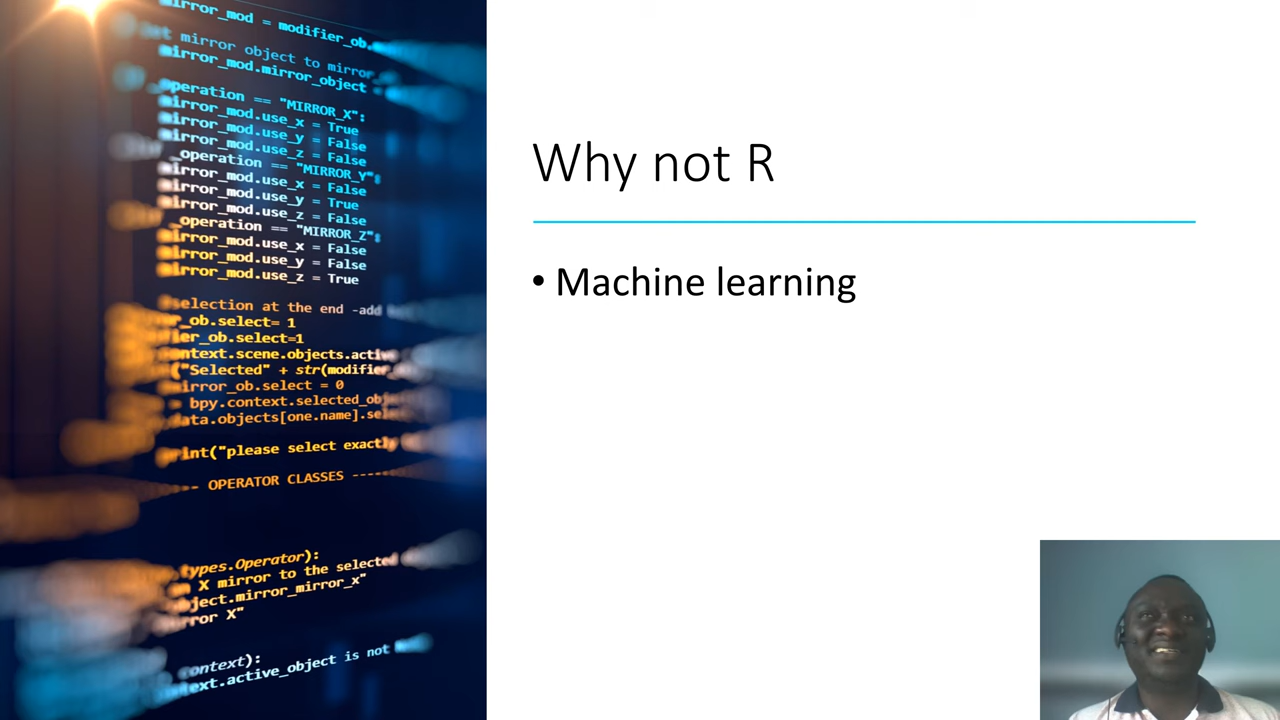 mirror_mod = modifier_ob.
mirror object to mirror
mirror_mod.mirror_object
operation == "MIRROR_X":
mirror_mod.use_x = True
mirror_mod.use_y = False
mirror_mod.use_z = False
_operation == "MIRROR_Y":
mirror_mod.use_x = False
mirror_mod.use_y = True
mirror_mod.use_z = False
_operation == "MIRROR_Z":
mirror_mod.use_x = False
mirror_mod.use_y = False
mirror_mod.use_z = True
selection at the end -add
_ob.select= 1
ler_ob.select=1
ntext.scene.objects.active
("Selected" + str(modifier
mirror_ob.select = 0
= bpy.context.selected_ob
data.objects[one.name].sel
print("please select exactly
-- OPERATOR CLASSES ----
types.Operator):
X mirror to the selected
ject.mirror_mirror_x"
ror X"
context):
ext.active_object is not
Why not R
• Machine learning